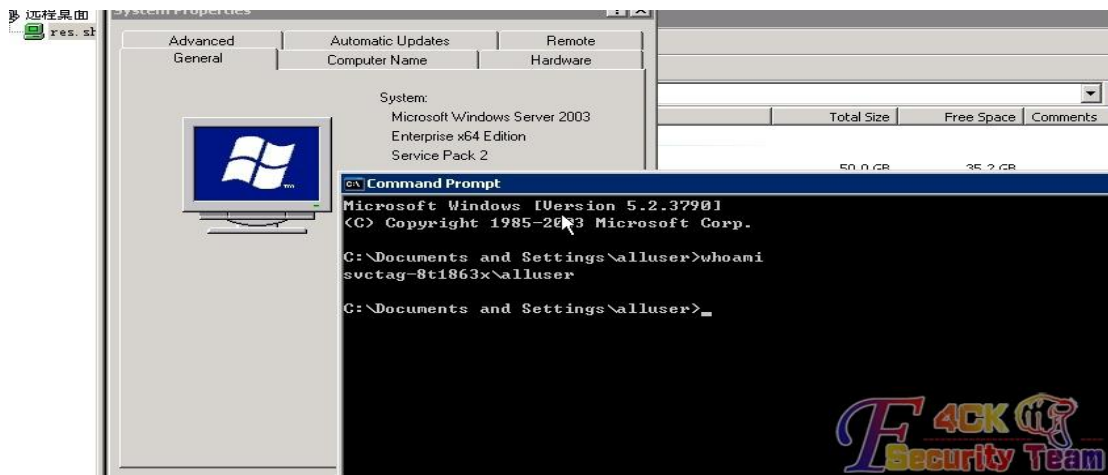 远程桌面
res.sh
System Properties
Advanced
Automatic Updates
Remote
General
Computer Name
Hardware
System:
Microsoft Windows Server 2003
Enterprise x64 Edition
Service Pack 2
Total Size
Free Space
Comments
50.0 GB
35.2 GB
Command Prompt
Microsoft Windows [Version 5.2.3790]
(C) Copyright 1985-2003 Microsoft Corp.
C:\Documents and Settings\alluser>whoami
svctag-8t1863x\alluser
C:\Documents and Settings\alluser>_
F4CK
Security Team